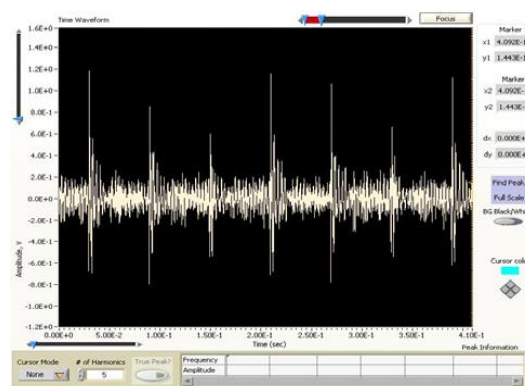 Time Waveform
Focus
Marker
x1 4.092E-1
y1 1.443E-1
Marker
x2 4.092E-
y2 1.443E-
dx 0.000E+
dy 0.000E+
Find Peak
Full Scale
BG Black/Whi
Cursor colo
1.6E+0
1.4E+0
1.2E+0
1.0E+0
8.0E-1
6.0E-1
4.0E-1
2.0E-1
0.0E+0
-2.0E-1
-4.0E-1
-6.0E-1
-8.0E-1
-1.0E+0
-1.2E+0
Amplitude, V
0.00E+0
5.00E-2
1.00E-1
1.50E-1
2.00E-1
2.50E-1
3.00E-1
3.50E-1
4.10E-1
Time (sec)
Peak Information
Cursor Mode
None
# of Harmonics
5
True Peak?
Frequency
Amplitude